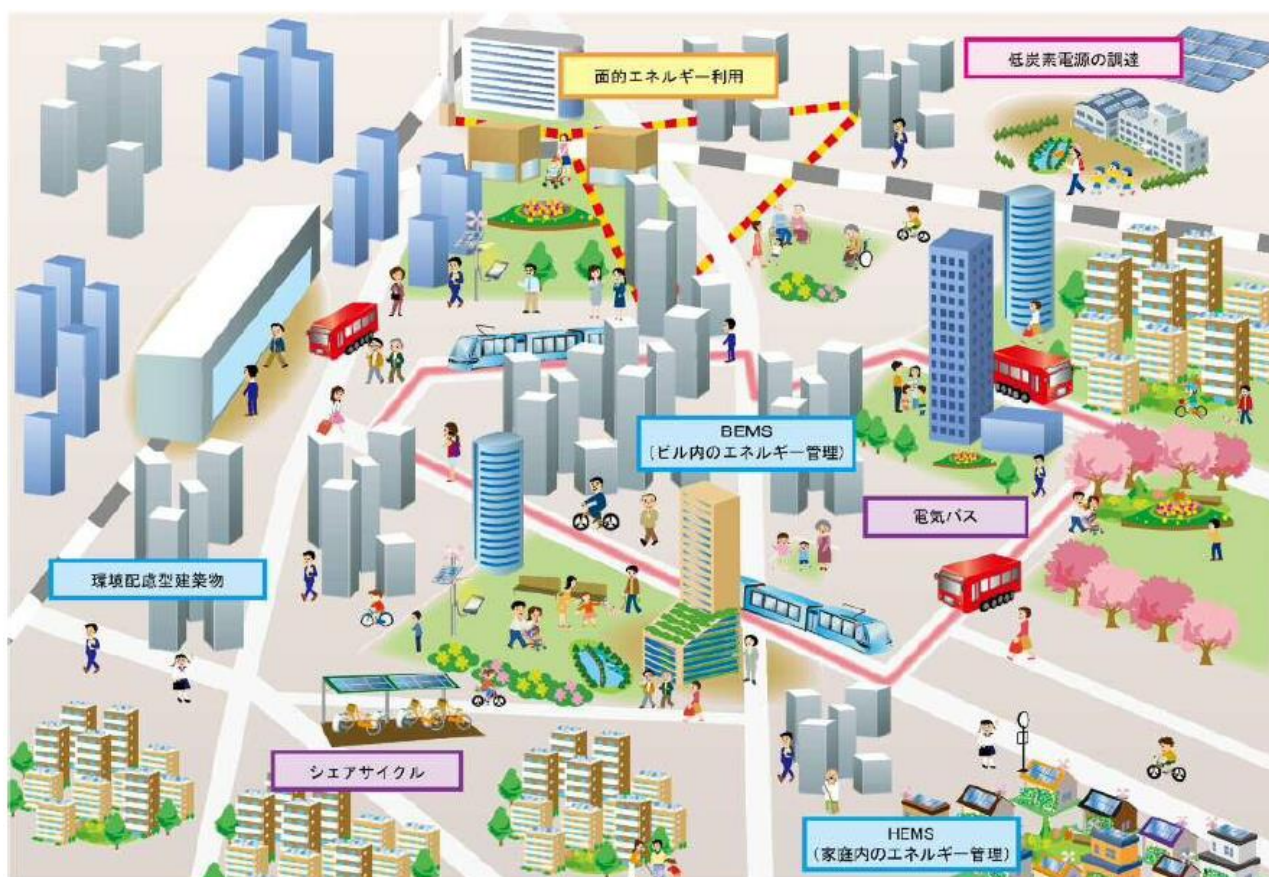 面的エネルギー利用
低炭素電源の調達
BEMS
(ビル内のエネルギー管理)
電気バス
環境配慮型建築物
シェアサイクル
HEMS
(家庭内のエネルギー管理)